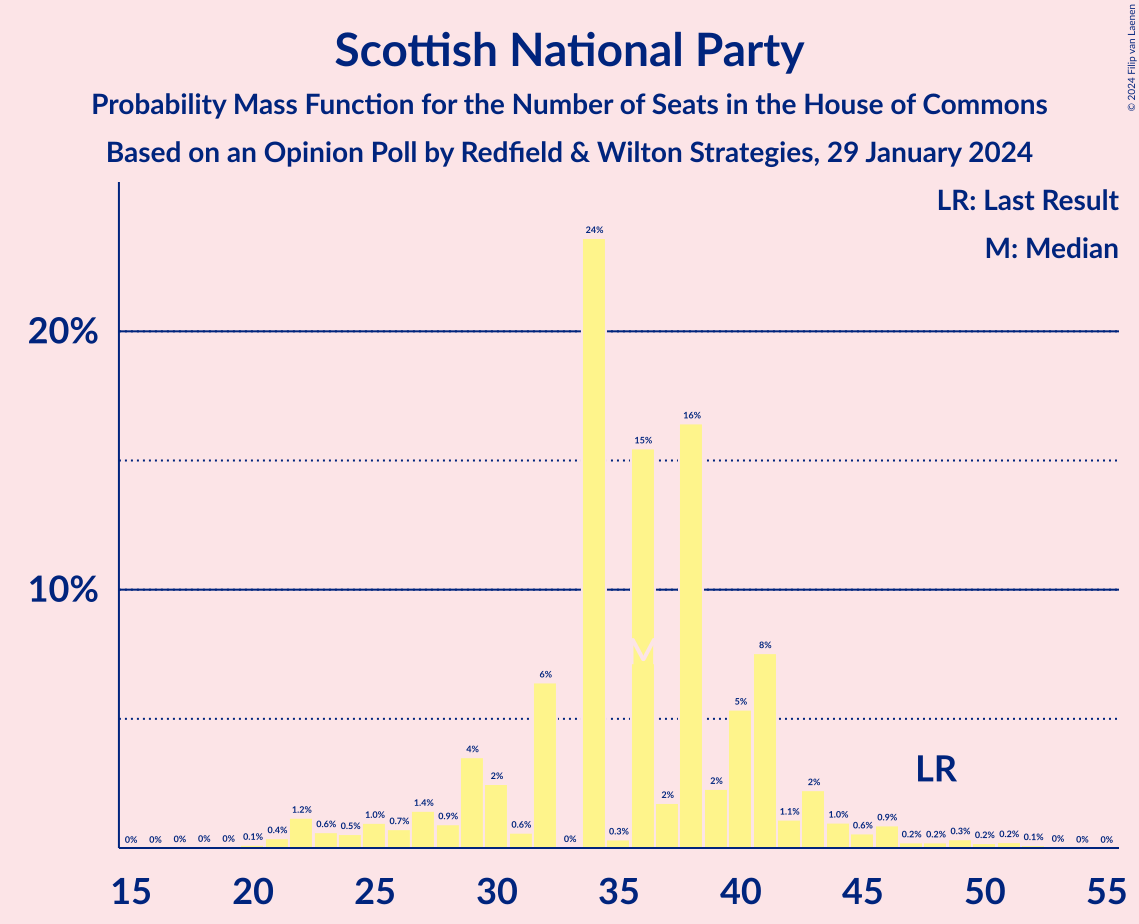 Scottish National Party
Probability Mass Function for the Number of Seats in the House of Commons
Based on an Opinion Poll by Redfield & Wilton Strategies, 29 January 2024
© 2024 Filip van Laenen
LR: Last Result
M: Median
20%
10%
0% 0% 0% 0% 0% 0.1% 0.4% 1.2% 0.6% 0.5% 1.0% 0.7% 1.4% 0.9% 4% 2% 0.6% 6% 0% 24% 0.3% 15% 2% 16% 2% 5% 8% 1.1% 2% 1.0% 0.6% 0.9% 0.2% 0.2% 0.3% 0.2% 0.2% 0.1% 0% 0% 0%
M
LR
15 20 25 30 35 40 45 50 55